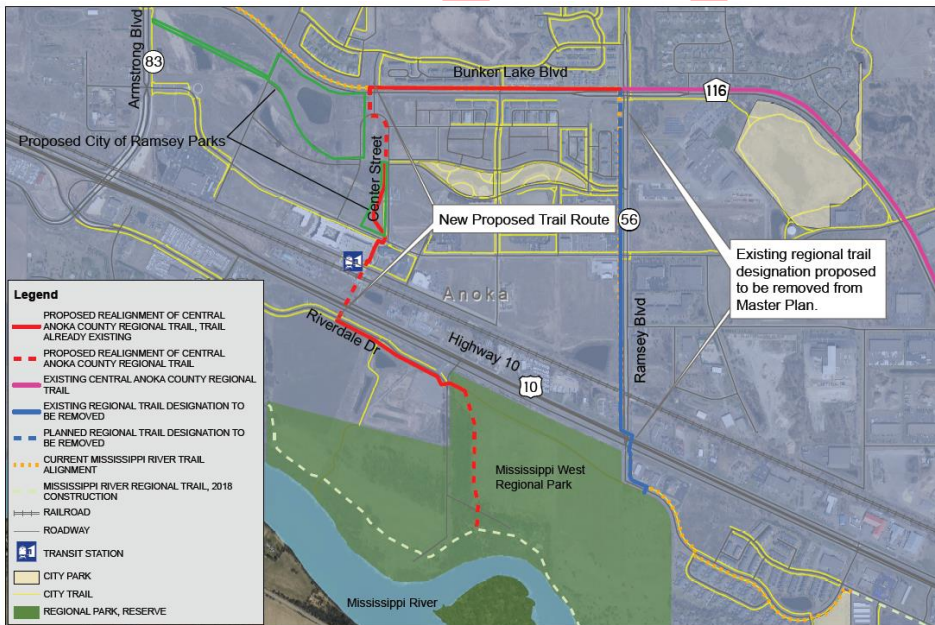 Armstrong Blvd
83
Bunker Lake Blvd
116
Proposed City of Ramsey Parks
Center Street
New Proposed Trail Route
56
Existing regional trail
designation proposed
to be removed from
Master Plan.
Anoka
Ramsey Blvd
Riverdale Dr
Highway 10
10
Mississippi West
Regional Park
Mississippi River
Legend
PROPOSED REALIGNMENT OF CENTRAL
ANOKA COUNTY REGIONAL TRAIL, TRAIL
ALREADY EXISTING
PROPOSED REALIGNMENT OF CENTRAL
ANOKA COUNTY REGIONAL TRAIL
EXISTING CENTRAL ANOKA COUNTY REGIONAL
TRAIL
EXISTING REGIONAL TRAIL DESIGNATION TO
BE REMOVED
PLANNED REGIONAL TRAIL DESIGNATION TO
BE REMOVED
CURRENT MISSISSIPPI RIVER TRAIL
ALIGNMENT
MISSISSIPPI RIVER REGIONAL TRAIL, 2018
CONSTRUCTION
RAILROAD
ROADWAY
TRANSIT STATION
CITY PARK
CITY TRAIL
REGIONAL PARK, RESERVE